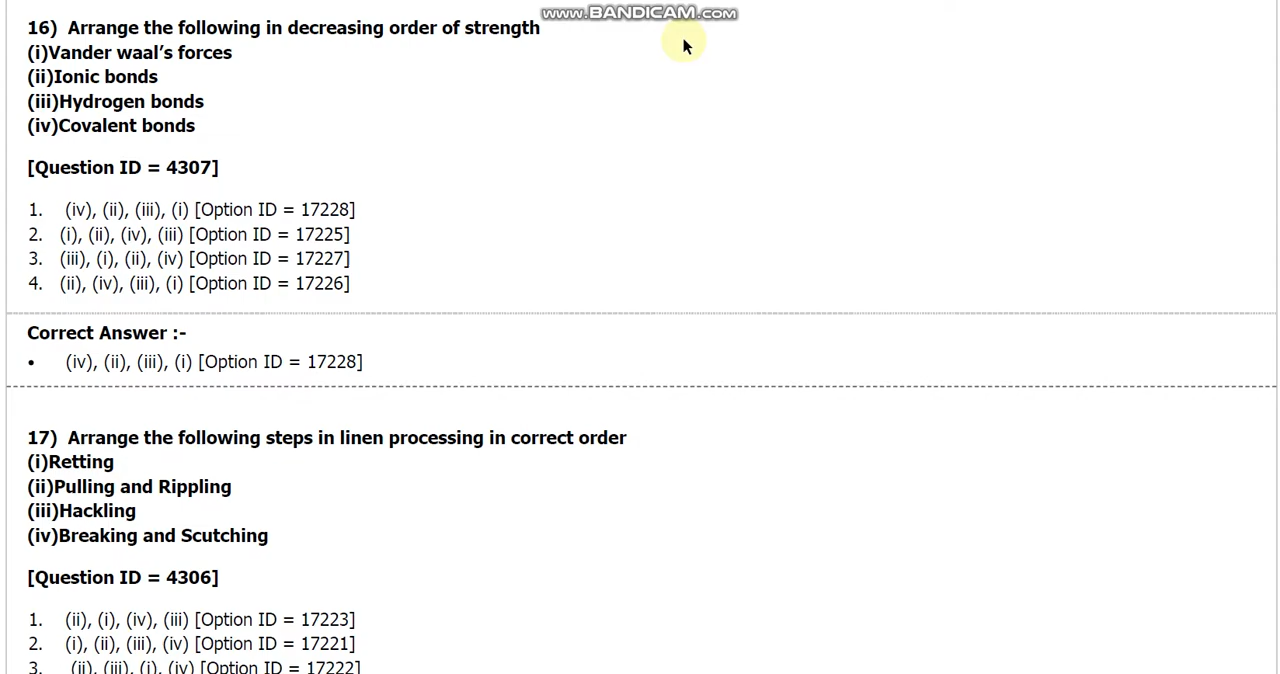 www.BANDICAM.com
16) Arrange the following in decreasing order of strength
(i)Vander waal's forces
(ii)Ionic bonds
(iii)Hydrogen bonds
(iv)Covalent bonds
[Question ID = 4307]
1. (iv), (ii), (iii), (i) [Option ID = 17228]
2. (i), (ii), (iv), (iii) [Option ID = 17225]
3. (iii), (i), (ii), (iv) [Option ID = 17227]
4. (ii), (iv), (iii), (i) [Option ID = 17226]
Correct Answer :-
• (iv), (ii), (iii), (i) [Option ID = 17228]
17) Arrange the following steps in linen processing in correct order
(i)Retting
(ii)Pulling and Rippling
(iii)Hackling
(iv)Breaking and Scutching
[Question ID = 4306]
1. (ii), (i), (iv), (iii) [Option ID = 17223]
2. (i), (ii), (iii), (iv) [Option ID = 17221]
3. (ii), (iii), (i), (iv) [Option ID = 17222]